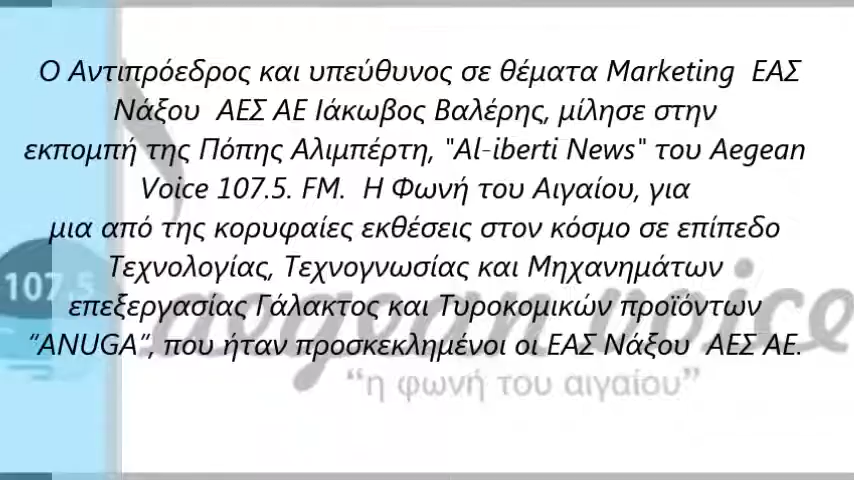 Ο Αντιπρόεδρος και υπεύθυνος σε θέματα Marketing ΕΑΣ
Νάξου ΑΕΣ ΑΕ Ιάκωβος Βαλέρης, μίλησε στην
εκπομπή της Πόπης Αλιμπέρτη, "Al-iberti News" του Aegean
Voice 107.5. FM. Η Φωνή του Αιγαίου, για
μια από της κορυφαίες εκθέσεις στον κόσμο σε επίπεδο
Τεχνολογίας, Τεχνογνωσίας και Μηχανημάτων
επεξεργασίας Γάλακτος και Τυροκομικών προϊόντων
“ANUGA”, που ήταν προσκεκλημένοι οι ΕΑΣ Νάξου ΑΕΣ ΑΕ.
107.5
aegean voice
“η φωνή του αιγαίου”